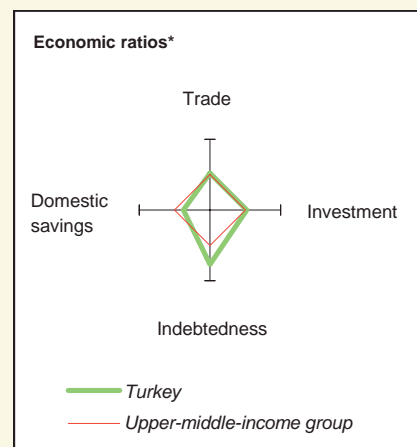 Economic ratios*
Trade
Domestic
savings
Investment
Indebtedness
Turkey
Upper-middle-income group